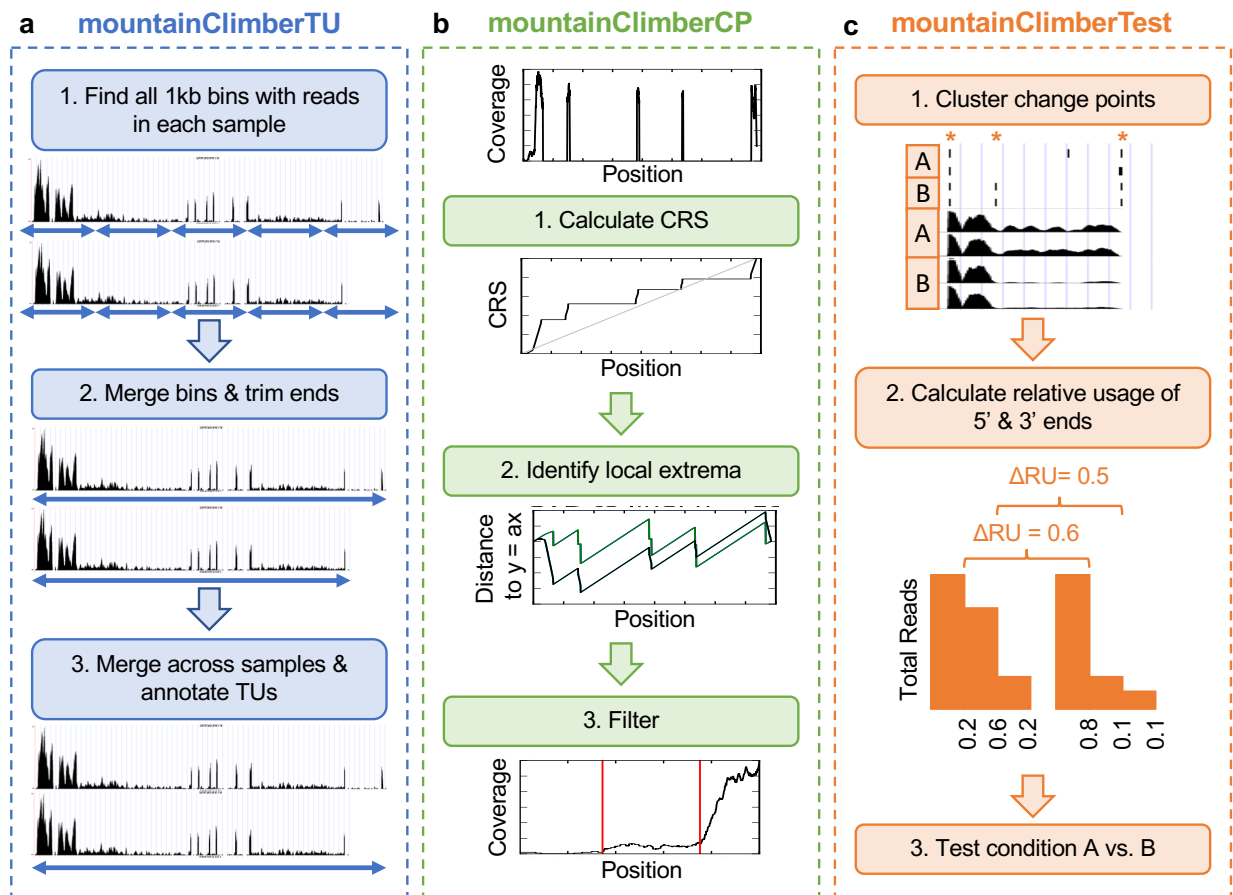 a
mountainClimberTU
1. Find all 1kb bins with reads
in each sample
2. Merge bins & trim ends
3. Merge across samples &
annotate TUs
b
mountainClimberCP
Coverage
Position
1. Calculate CRS
CRS
Position
2. Identify local extrema
Distance
to y = ax
Position
3. Filter
Coverage
Position
c
mountainClimberTest
1. Cluster change points
* * *
A
B
A
B
2. Calculate relative usage of
5’ & 3’ ends
ΔRU= 0.5
ΔRU = 0.6
Total Reads
0.2 0.6 0.2 0.8 0.1 0.1
3. Test condition A vs. B